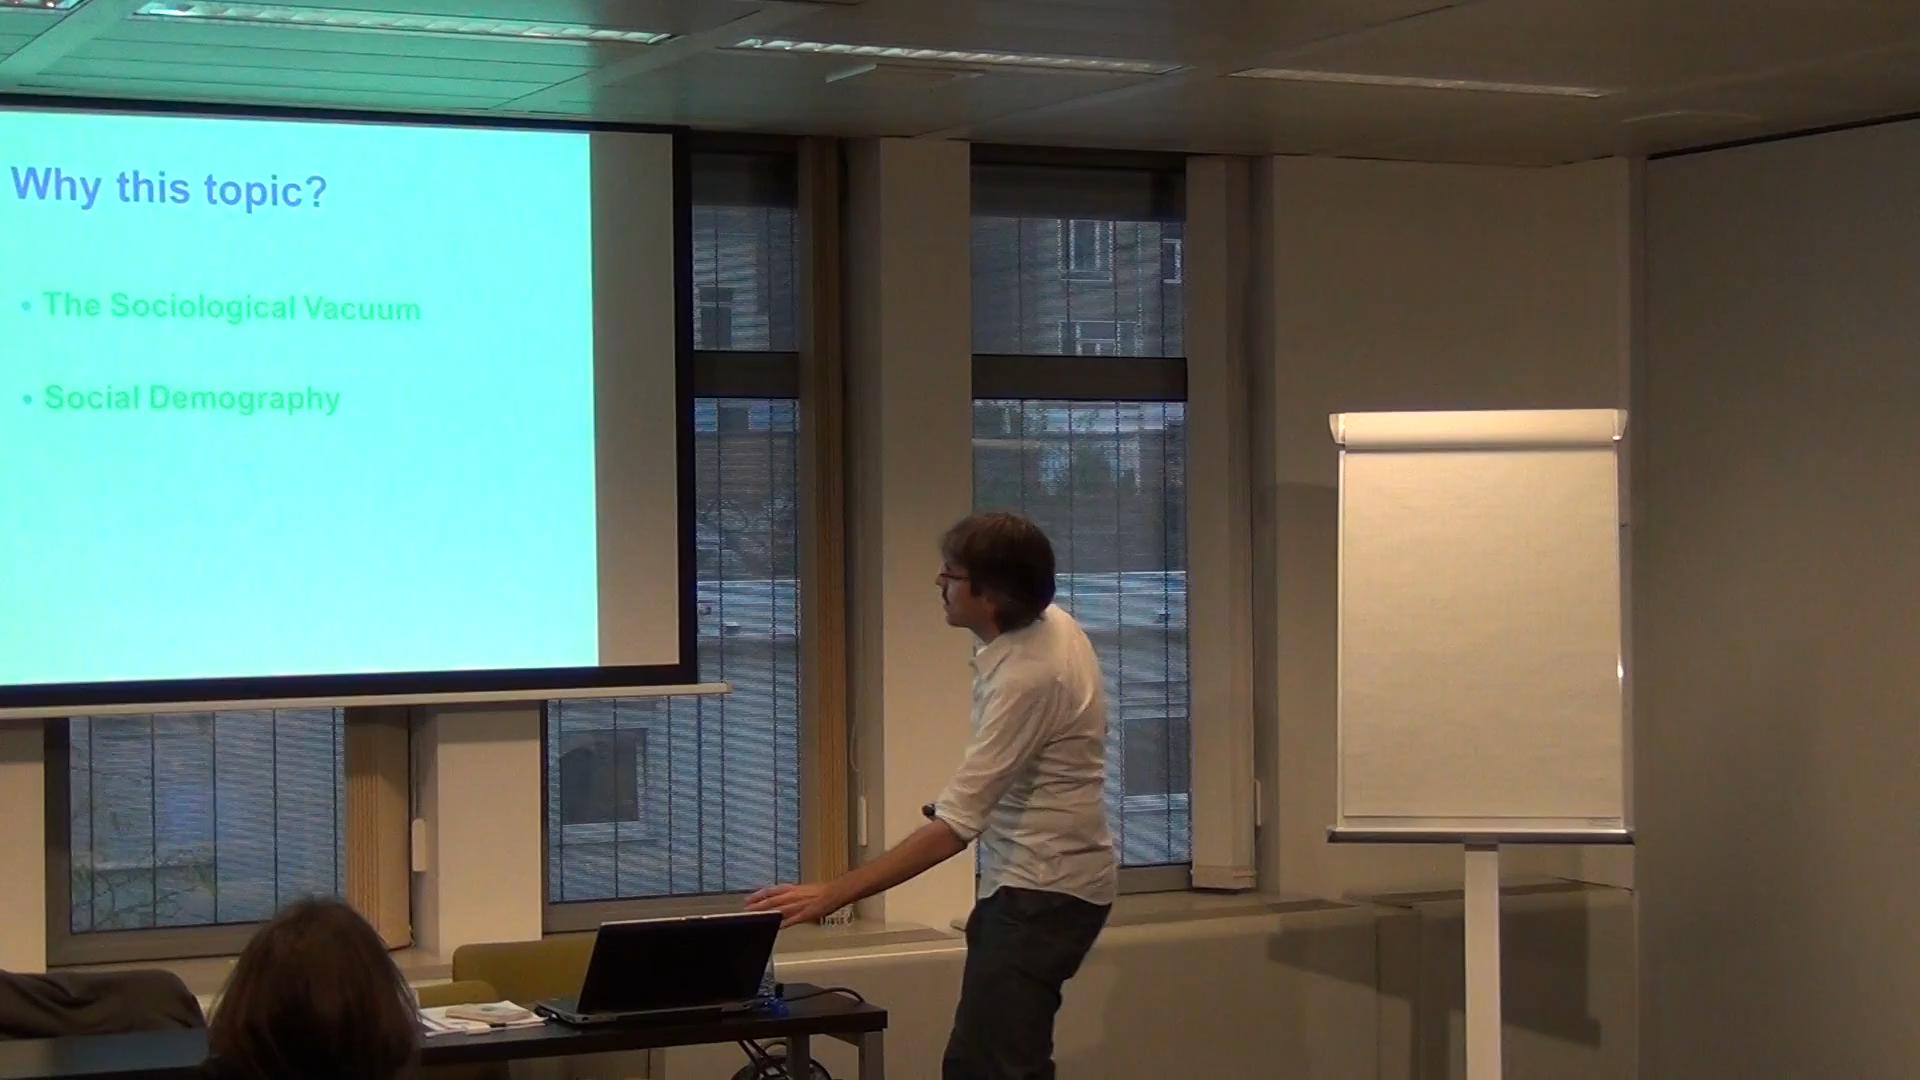 Why this topic?
• The Sociological Vacuum
• Social Demography